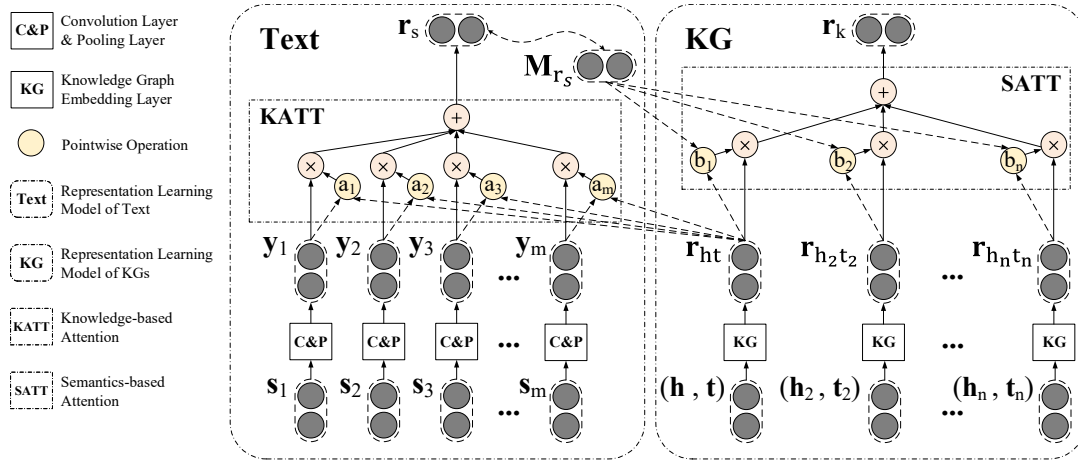 C&P
Convolution Layer
& Pooling Layer
KG
Knowledge Graph
Embedding Layer
Pointwise Operation
Text
Representation Learning
Model of Text
KG
Representation Learning
Model of KGs
KATT
Knowledge-based
Attention
SATT
Semantics-based
Attention
Text
r_s
M_{r_s}
KATT
+
× × × ×
a_1 a_2 a_3 a_m
y_1 y_2 y_3 y_m
...
C&P C&P C&P ... C&P
s_1 s_2 s_3 s_m
...
KG
r_k
SATT
+
× × ×
b_1 b_2 b_n
r_{ht} r_{h_2t_2} r_{h_nt_n}
...
KG KG ... KG
(h , t) (h_2 , t_2) (h_n , t_n)
...